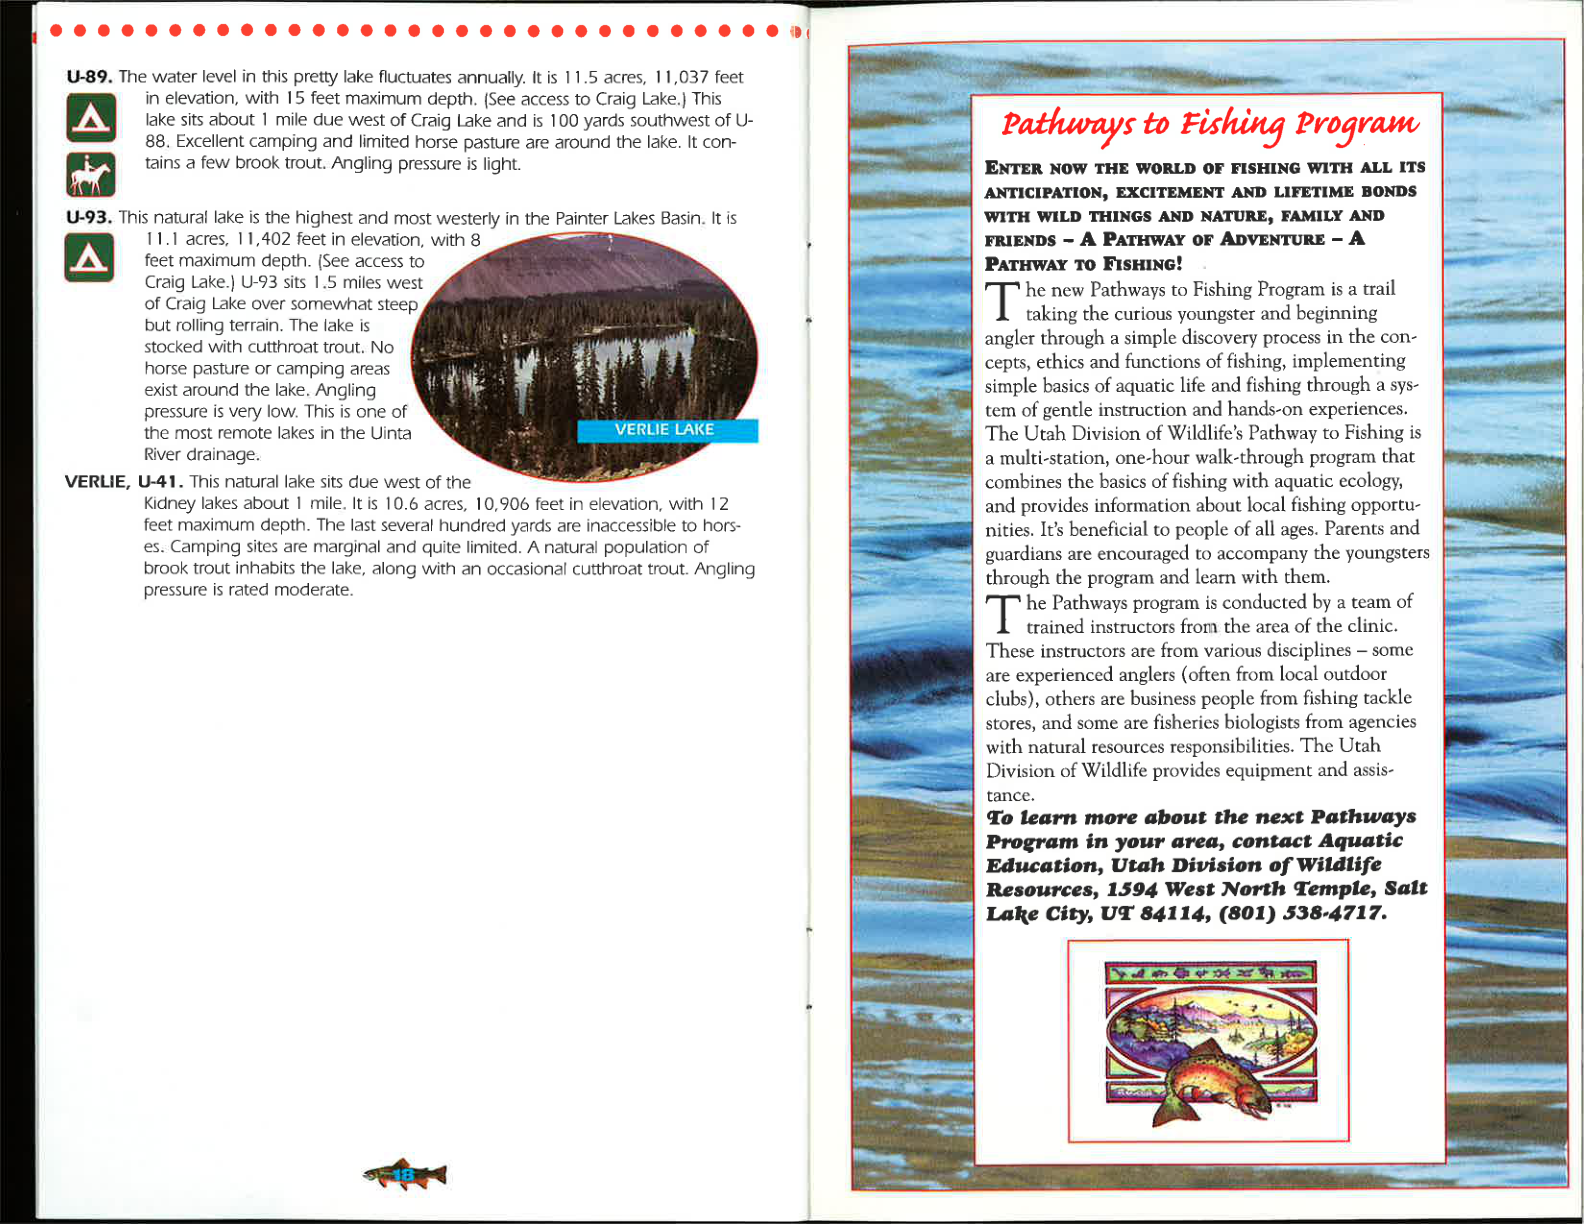 U-89. The water level in this pretty lake fluctuates annually. It is 11.5 acres, 11,037 feet
in elevation, with 15 feet maximum depth. (See access to Craig Lake.) This
lake sits about 1 mile due west of Craig Lake and is 100 yards southwest of U-
88. Excellent camping and limited horse pasture are around the lake. It con-
tains a few brook trout. Angling pressure is light.
U-93. This natural lake is the highest and most westerly in the Painter Lakes Basin. It is
11.1 acres, 11,402 feet in elevation, with 8
feet maximum depth. (See access to
Craig Lake.) U-93 sits 1.5 miles west
of Craig Lake over somewhat steep
but rolling terrain. The lake is
stocked with cutthroat trout. No
horse pasture or camping areas
exist around the lake. Angling
pressure is very low. This is one of
the most remote lakes in the Uinta
River drainage.
VERLIE LAKE
VERLIE, U-41. This natural lake sits due west of the
Kidney lakes about 1 mile. It is 10.6 acres, 10,906 feet in elevation, with 12
feet maximum depth. The last several hundred yards are inaccessible to hors-
es. Camping sites are marginal and quite limited. A natural population of
brook trout inhabits the lake, along with an occasional cutthroat trout. Angling
pressure is rated moderate.
18
Pathways to Fishing Program
ENTER NOW THE WORLD OF FISHING WITH ALL ITS
ANTICIPATION, EXCITEMENT AND LIFETIME BONDS
WITH WILD THINGS AND NATURE, FAMILY AND
FRIENDS – A PATHWAY OF ADVENTURE – A
PATHWAY TO FISHING!
The new Pathways to Fishing Program is a trail
taking the curious youngster and beginning
angler through a simple discovery process in the con-
cepts, ethics and functions of fishing, implementing
simple basics of aquatic life and fishing through a sys-
tem of gentle instruction and hands-on experiences.
The Utah Division of Wildlife's Pathway to Fishing is
a multi-station, one-hour walk-through program that
combines the basics of fishing with aquatic ecology,
and provides information about local fishing opportu-
nities. It's beneficial to people of all ages. Parents and
guardians are encouraged to accompany the youngsters
through the program and learn with them.
The Pathways program is conducted by a team of
trained instructors from the area of the clinic.
These instructors are from various disciplines – some
are experienced anglers (often from local outdoor
clubs), others are business people from fishing tackle
stores, and some are fisheries biologists from agencies
with natural resources responsibilities. The Utah
Division of Wildlife provides equipment and assis-
tance.
To learn more about the next Pathways
Program in your area, contact Aquatic
Education, Utah Division of Wildlife
Resources, 1594 West North Temple, Salt
Lake City, UT 84114, (801) 538-4717.